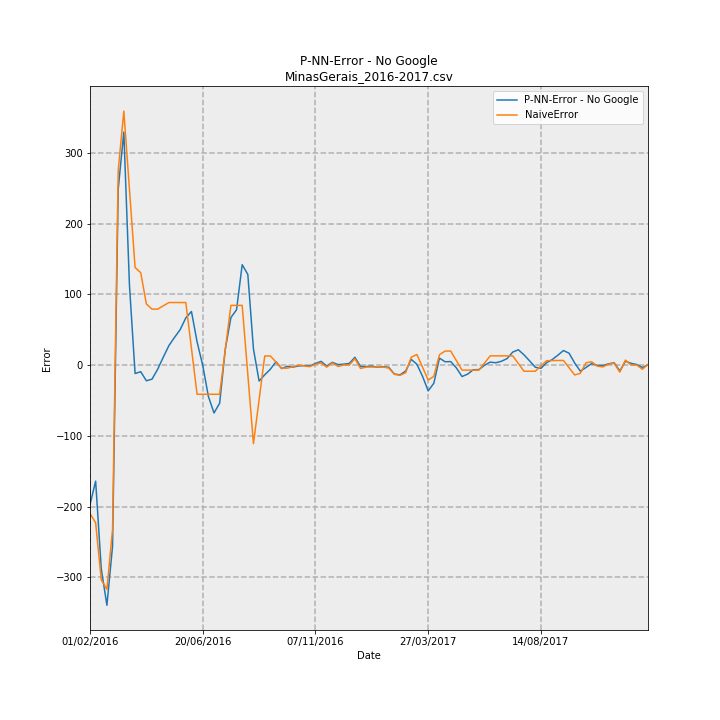 P-NN-Error - No Google
MinasGerais_2016-2017.csv
P-NN-Error - No Google
NaiveError
300
200
100
0
−100
−200
−300
Error
01/02/2016
20/06/2016
07/11/2016
27/03/2017
14/08/2017
Date